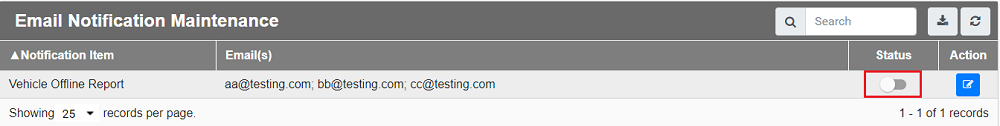 Email Notification Maintenance Search
▲Notification Item Email(s) Status Action
Vehicle Offline Report aa@testing.com; bb@testing.com; cc@testing.com
Showing 25 records per page. 1 - 1 of 1 records